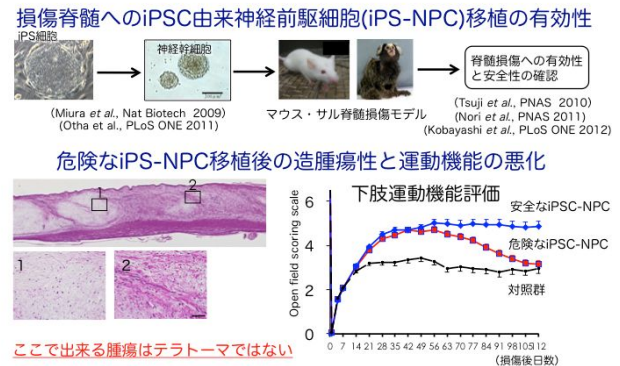 損傷脊髄へのiPSC由来神経前駆細胞(iPS-NPC)移植の有効性
iPS細胞
神経幹細胞
マウス・サル脊髄損傷モデル
脊髄損傷への有効性
と安全性の確認
(Miura et al., Nat Biotech 2009)
(Otha et al., PLoS ONE 2011)
(Tsuji et al., PNAS 2010)
(Nori et al., PNAS 2011)
(Kobayashi et al., PLoS ONE 2012)
危険なiPS-NPC移植後の造腫瘍性と運動機能の悪化
1
2
1
2
ここで出来る腫瘍はテラトーマではない
下肢運動機能評価
安全なiPSC-NPC
危険なiPSC-NPC
対照群
Open field scoring scale
6
4
2
0
0 7 14 21 28 35 42 49 56 63 70 77 84 91 98 105 112
(損傷後日数)